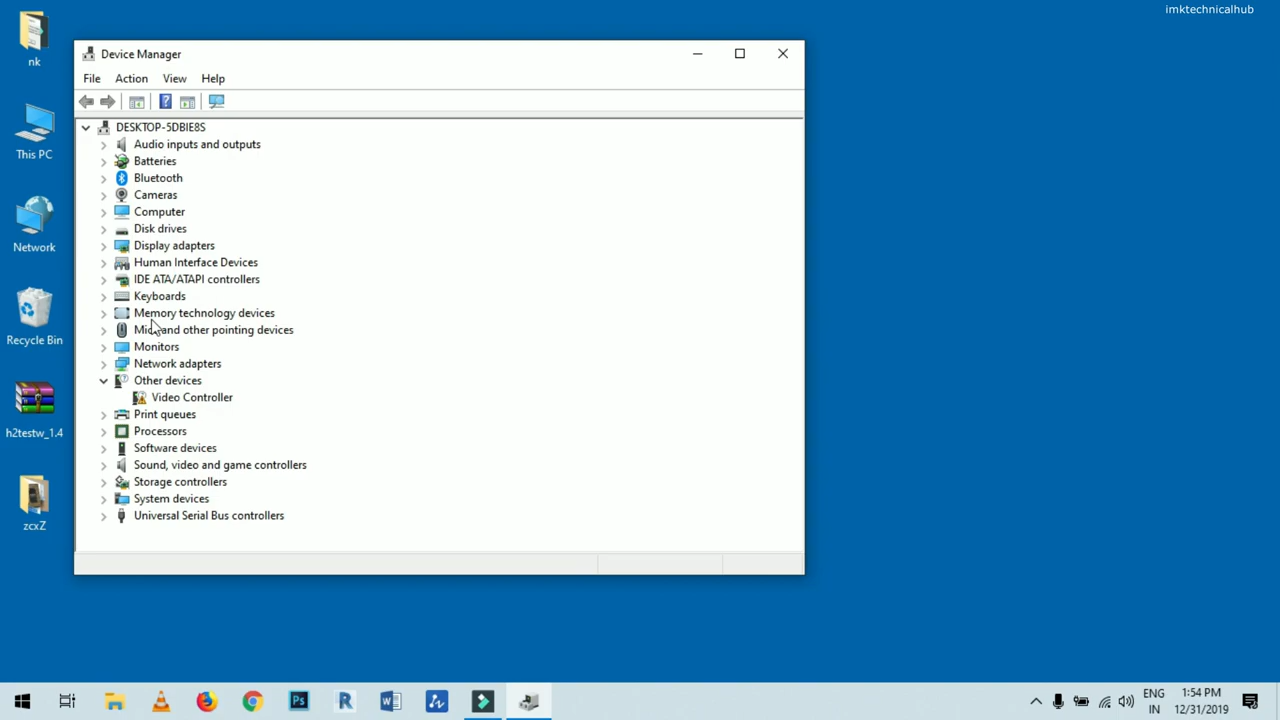 imktechnicalhub
nk
This PC
Network
Recycle Bin
h2testw_1.4
zcxZ
Device Manager
File Action View Help
DESKTOP-5DBIE8S
Audio inputs and outputs
Batteries
Bluetooth
Cameras
Computer
Disk drives
Display adapters
Human Interface Devices
IDE ATA/ATAPI controllers
Keyboards
Memory technology devices
and other pointing devices
Monitors
Network adapters
Other devices
Video Controller
Print queues
Processors
Software devices
Sound, video and game controllers
Storage controllers
System devices
Universal Serial Bus controllers
Ps R W
ENG
IN
1:54 PM
12/31/2019